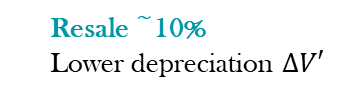 Resale ~10%
Lower depreciation ΔV′